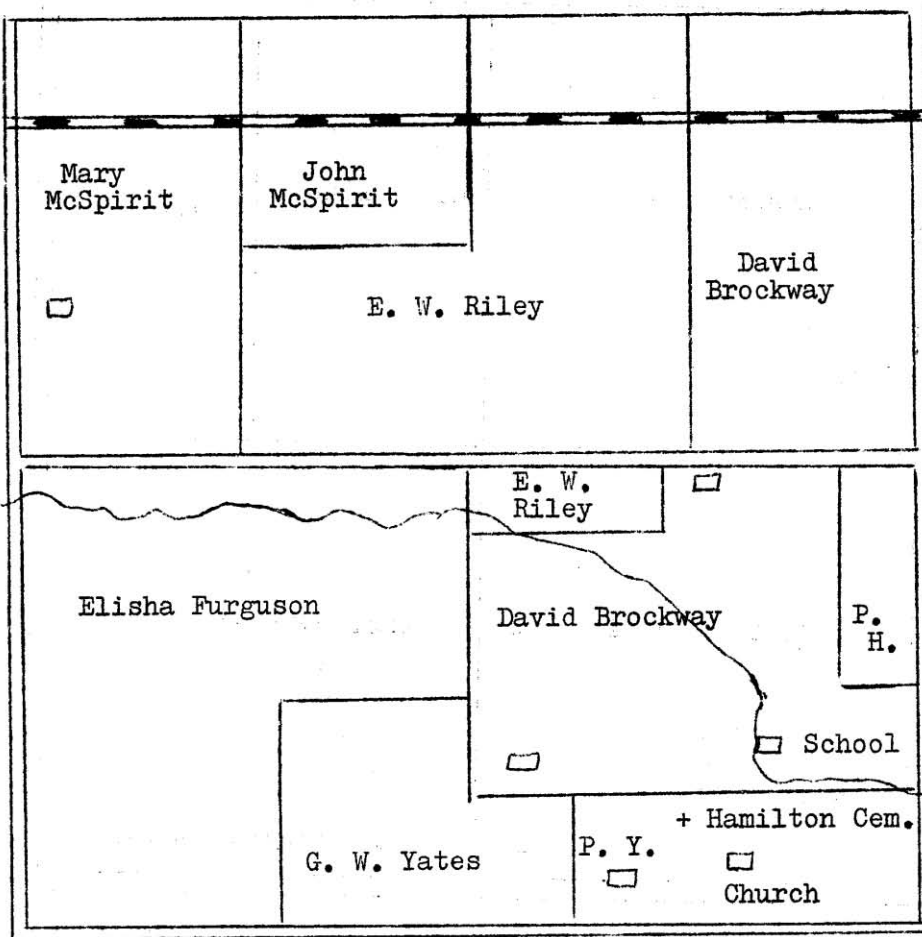 Mary
McSpirit
John
McSpirit
David
Brockway
E. W. Riley
E. W.
Riley
Elisha Furguson
David Brockway
P.
H.
School
+ Hamilton Cem.
G. W. Yates
P. Y.
Church